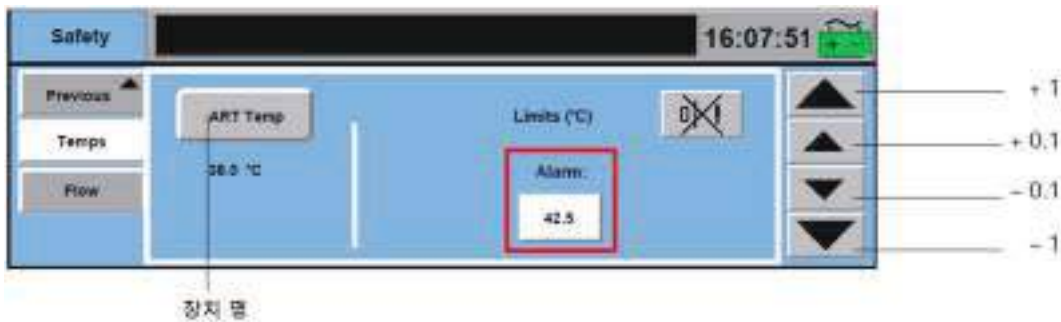 Safety
16:07:51
Previous
Temps
Flow
ART Temp
38.0 °C
Limits (°C)
Alarm:
42.5
+ 1
+ 0.1
- 0.1
- 1
장치 명